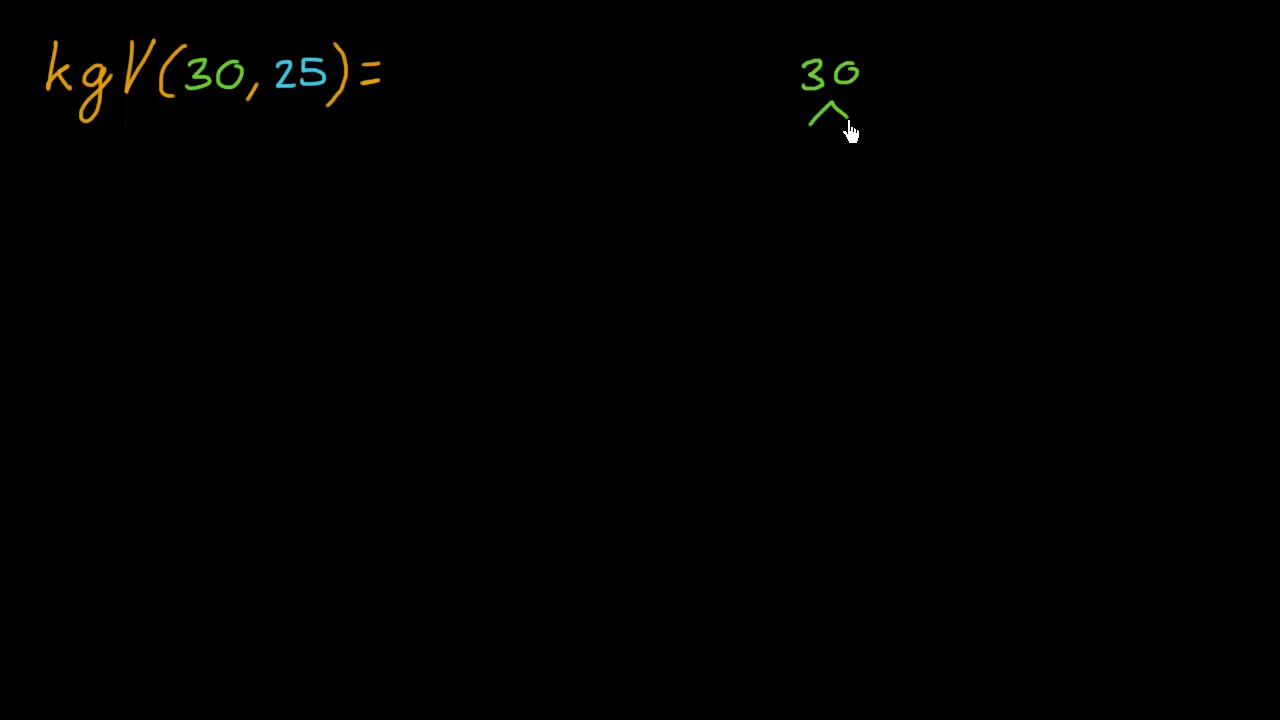 kgV(30, 25) =
30